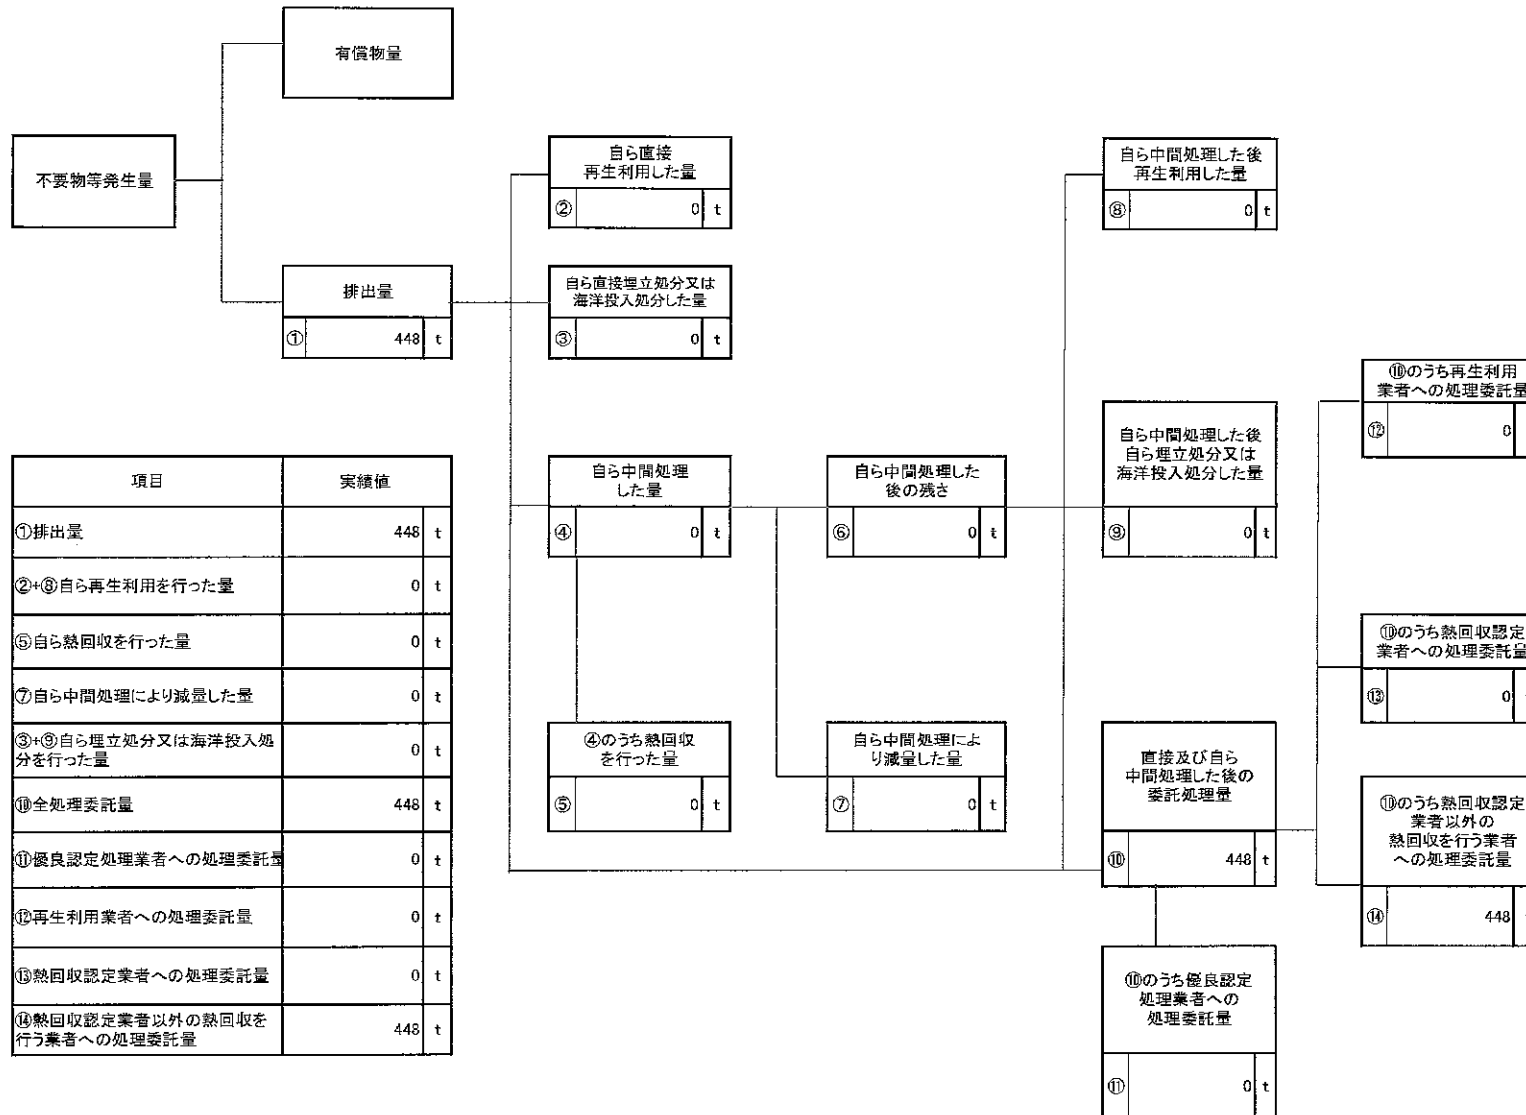 有償物量
不要物等発生量
排出量
① 448 t
自ら直接
再生利用した量
② 0 t
自ら直接埋立処分又は
海洋投入処分した量
③ 0 t
自ら中間処理
した量
④ 0 t
④のうち熱回収
を行った量
⑤ 0 t
自ら中間処理した
後の残さ
⑥ 0 t
自ら中間処理によ
り減量した量
⑦ 0 t
自ら中間処理した後
再生利用した量
⑧ 0 t
自ら中間処理した後
自ら埋立処分又は
海洋投入処分した量
⑨ 0 t
直接及び自ら
中間処理した後の
委託処理量
⑩ 448 t
⑩のうち優良認定
処理業者への
処理委託量
⑪ 0 t
⑩のうち再生利用
業者への処理委託量
⑫ 0
⑩のうち熱回収認定
業者への処理委託量
⑬ 0
⑩のうち熱回収認定
業者以外の
熱回収を行う業者
への処理委託量
⑭ 448
項目 実績値
①排出量 448 t
②+⑧自ら再生利用を行った量 0 t
⑤自ら熱回収を行った量 0 t
⑦自ら中間処理により減量した量 0 t
③+⑨自ら埋立処分又は海洋投入処
分を行った量 0 t
⑩全処理委託量 448 t
⑪優良認定処理業者への処理委託量 0 t
⑫再生利用業者への処理委託量 0 t
⑬熱回収認定業者への処理委託量 0 t
⑭熱回収認定業者以外の熱回収を
行う業者への処理委託量 448 t